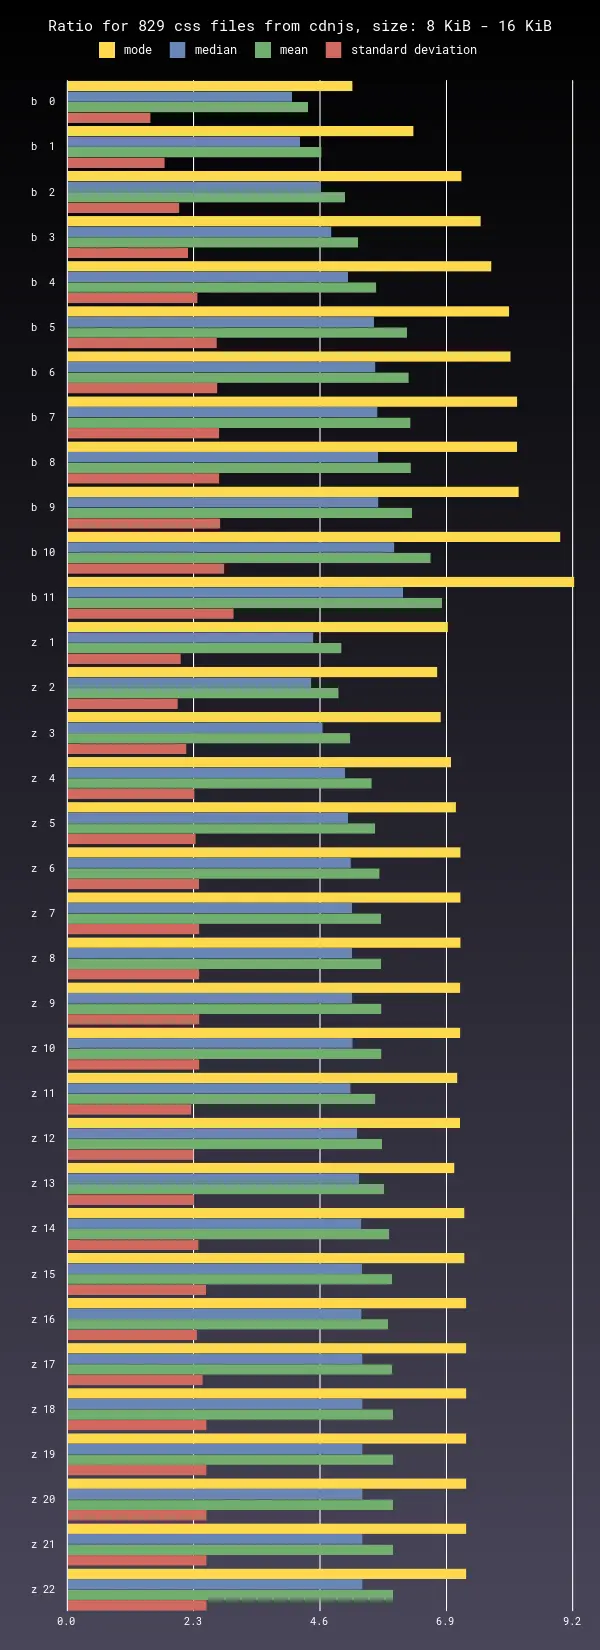 Ratio for 829 css files from cdnjs, size: 8 KiB - 16 KiB
mode median mean standard deviation
b 0
b 1
b 2
b 3
b 4
b 5
b 6
b 7
b 8
b 9
b 10
b 11
z 1
z 2
z 3
z 4
z 5
z 6
z 7
z 8
z 9
z 10
z 11
z 12
z 13
z 14
z 15
z 16
z 17
z 18
z 19
z 20
z 21
z 22
0.0 2.3 4.6 6.9 9.2